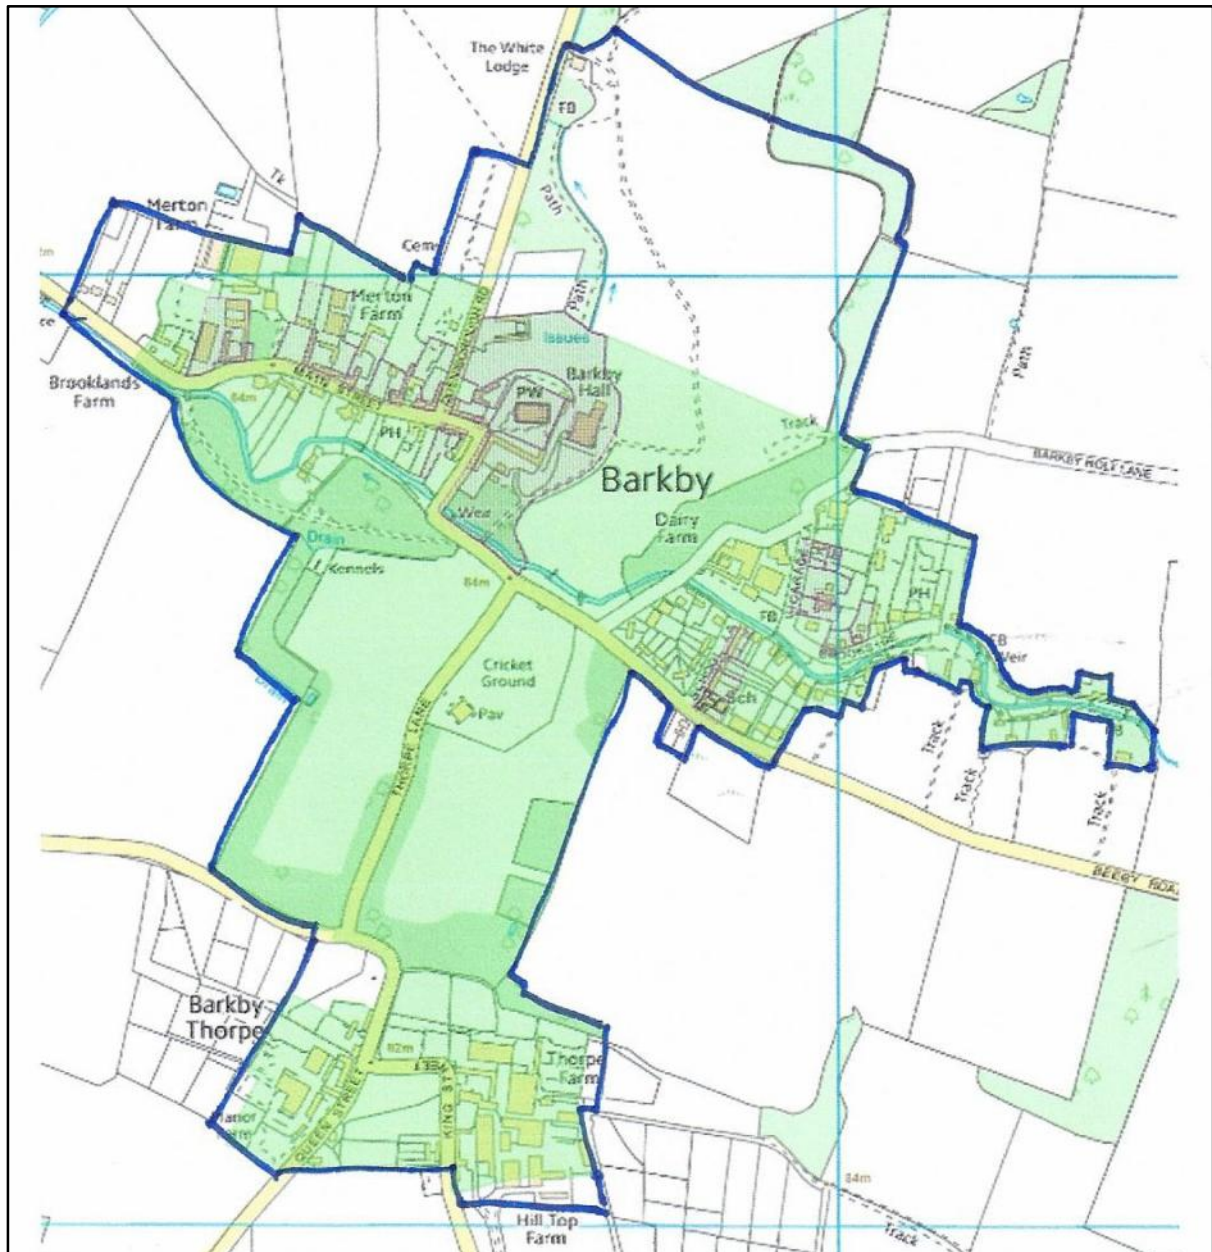 The White
Lodge
FB
Path
Tk
Merton
Farm
Cem
Merton
Farm
Path
Issues
Path
Brooklands
Farm
84m
MAIN STREET
PH
PW
Barkby
Hall
Track
BARKBY HOLT LANE
Barkby
Dairy
Farm
Weir
Drain
Kennels
84m
FB
PH
FB
Weir
Cricket
Ground
Pav
Sch
THORPE LANE
Track
Track
Track
BEEBY ROA
Barkby
Thorpe
82m
Thorpe
Farm
Manor
Farm
QUEEN STREET
KING ST
84m
Track
Hill Top
Farm